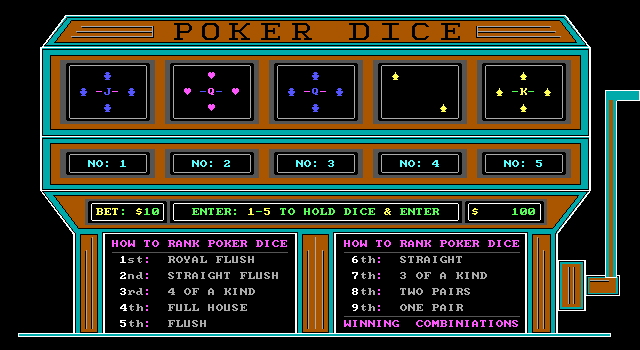 POKER DICE
-J- -Q- -Q- -K-
NO: 1 NO: 2 NO: 3 NO: 4 NO: 5
BET: $10 ENTER: 1-5 TO HOLD DICE & ENTER $ 100
HOW TO RANK POKER DICE
1st: ROYAL FLUSH
2nd: STRAIGHT FLUSH
3rd: 4 OF A KIND
4th: FULL HOUSE
5th: FLUSH
HOW TO RANK POKER DICE
6th: STRAIGHT
7th: 3 OF A KIND
8th: TWO PAIRS
9th: ONE PAIR
WINNING COMBINIATIONS